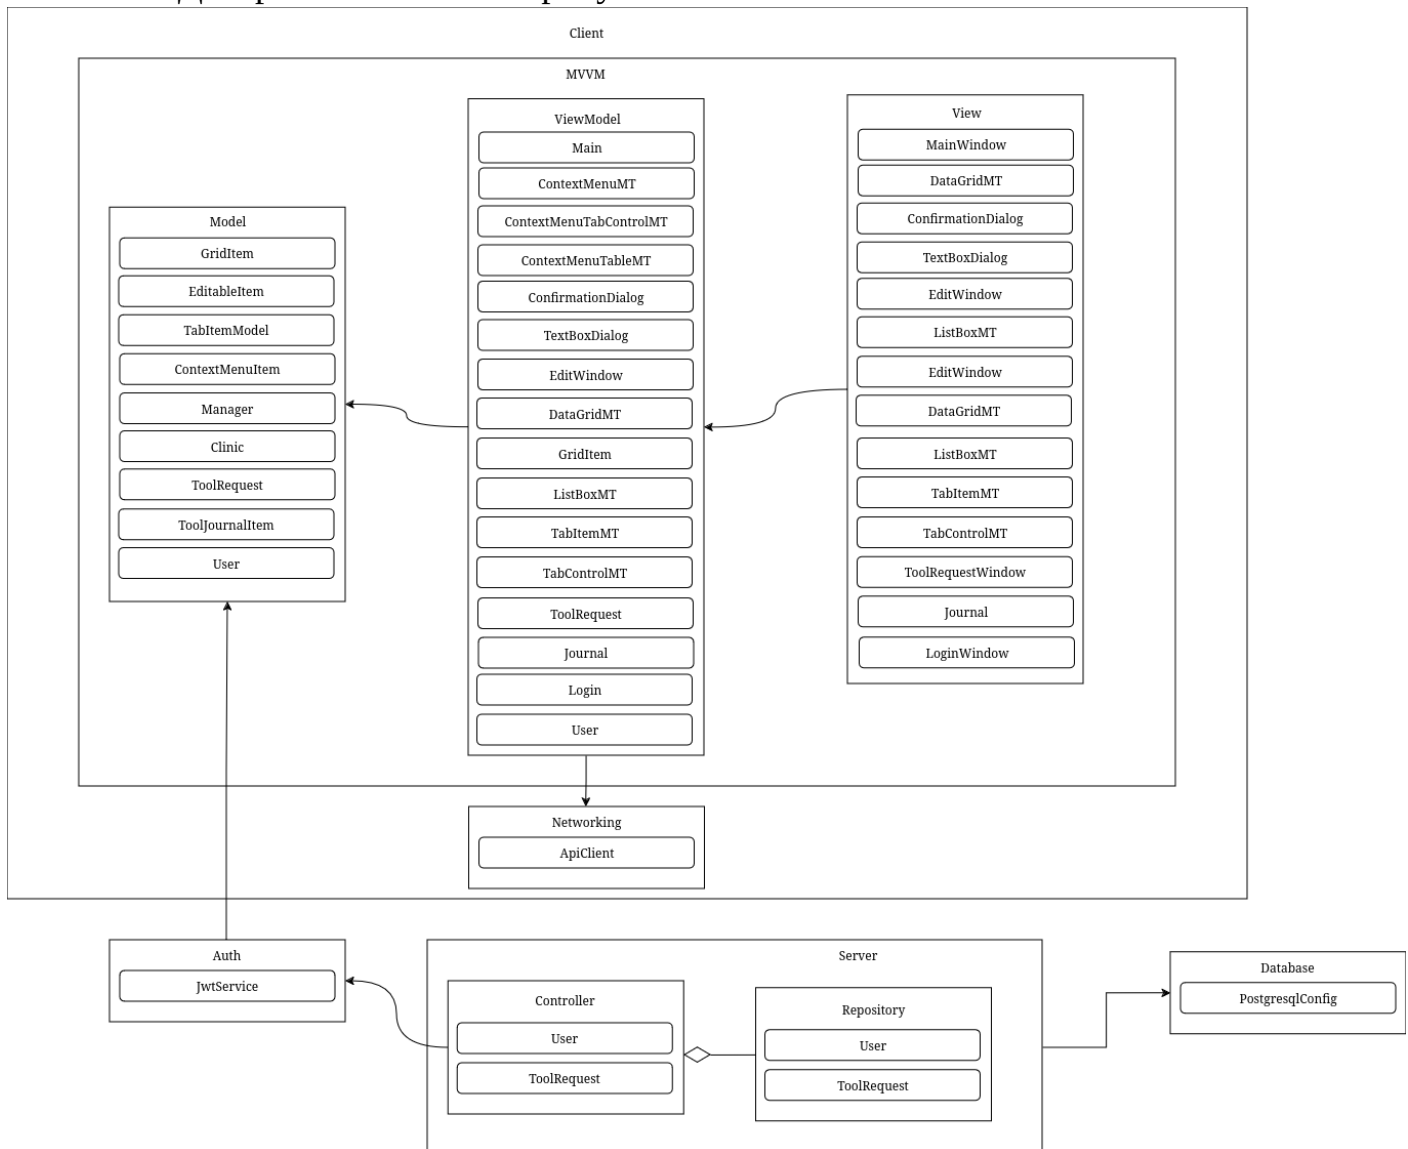 Client
MVVM
Model
GridItem
EditableItem
TabItemModel
ContextMenuItem
Manager
Clinic
ToolRequest
ToolJournalItem
User
ViewModel
Main
ContextMenuMT
ContextMenuTabControlMT
ContextMenuTableMT
ConfirmationDialog
TextBoxDialog
EditWindow
DataGridMT
GridItem
ListBoxMT
TabItemMT
TabControlMT
ToolRequest
Journal
Login
User
View
MainWindow
DataGridMT
ConfirmationDialog
TextBoxDialog
EditWindow
ListBoxMT
EditWindow
DataGridMT
ListBoxMT
TabItemMT
TabControlMT
ToolRequestWindow
Journal
LoginWindow
Networking
ApiClient
Auth
JwtService
Server
Controller
User
ToolRequest
Repository
User
ToolRequest
Database
PostgresqlConfig